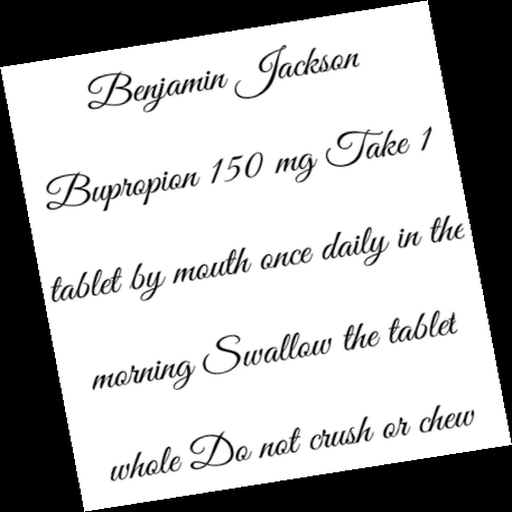 Benjamin Jackson
Bupropion 150 mg Take 1
tablet by mouth once daily in the
morning Swallow the tablet
whole Do not crush or chew